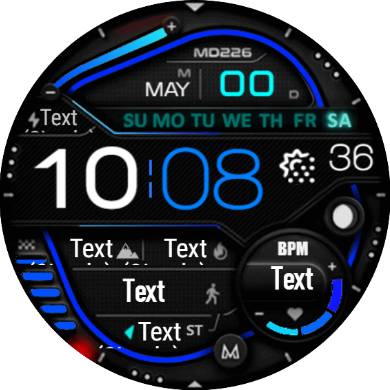 MD226
M
MAY 00 D
Text
SU MO TU WE TH FR SA
10:08 36
Text Text
BPM
Text Text
Text ST
M